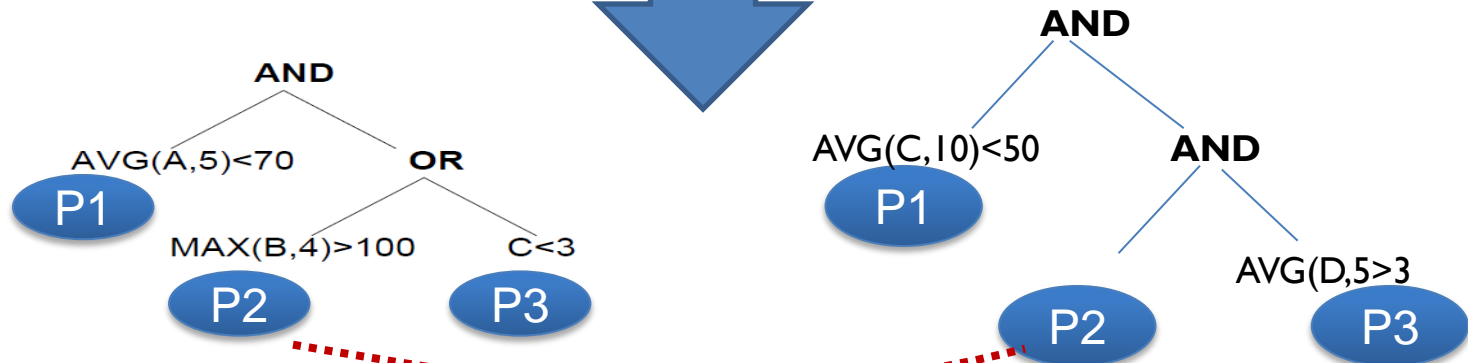 AND
AVG(A,5)<70
OR
P1
MAX(B,4)>100
C<3
P2
P3
AND
AVG(C,10)<50
AND
P1
AVG(D,5>3
P2
P3